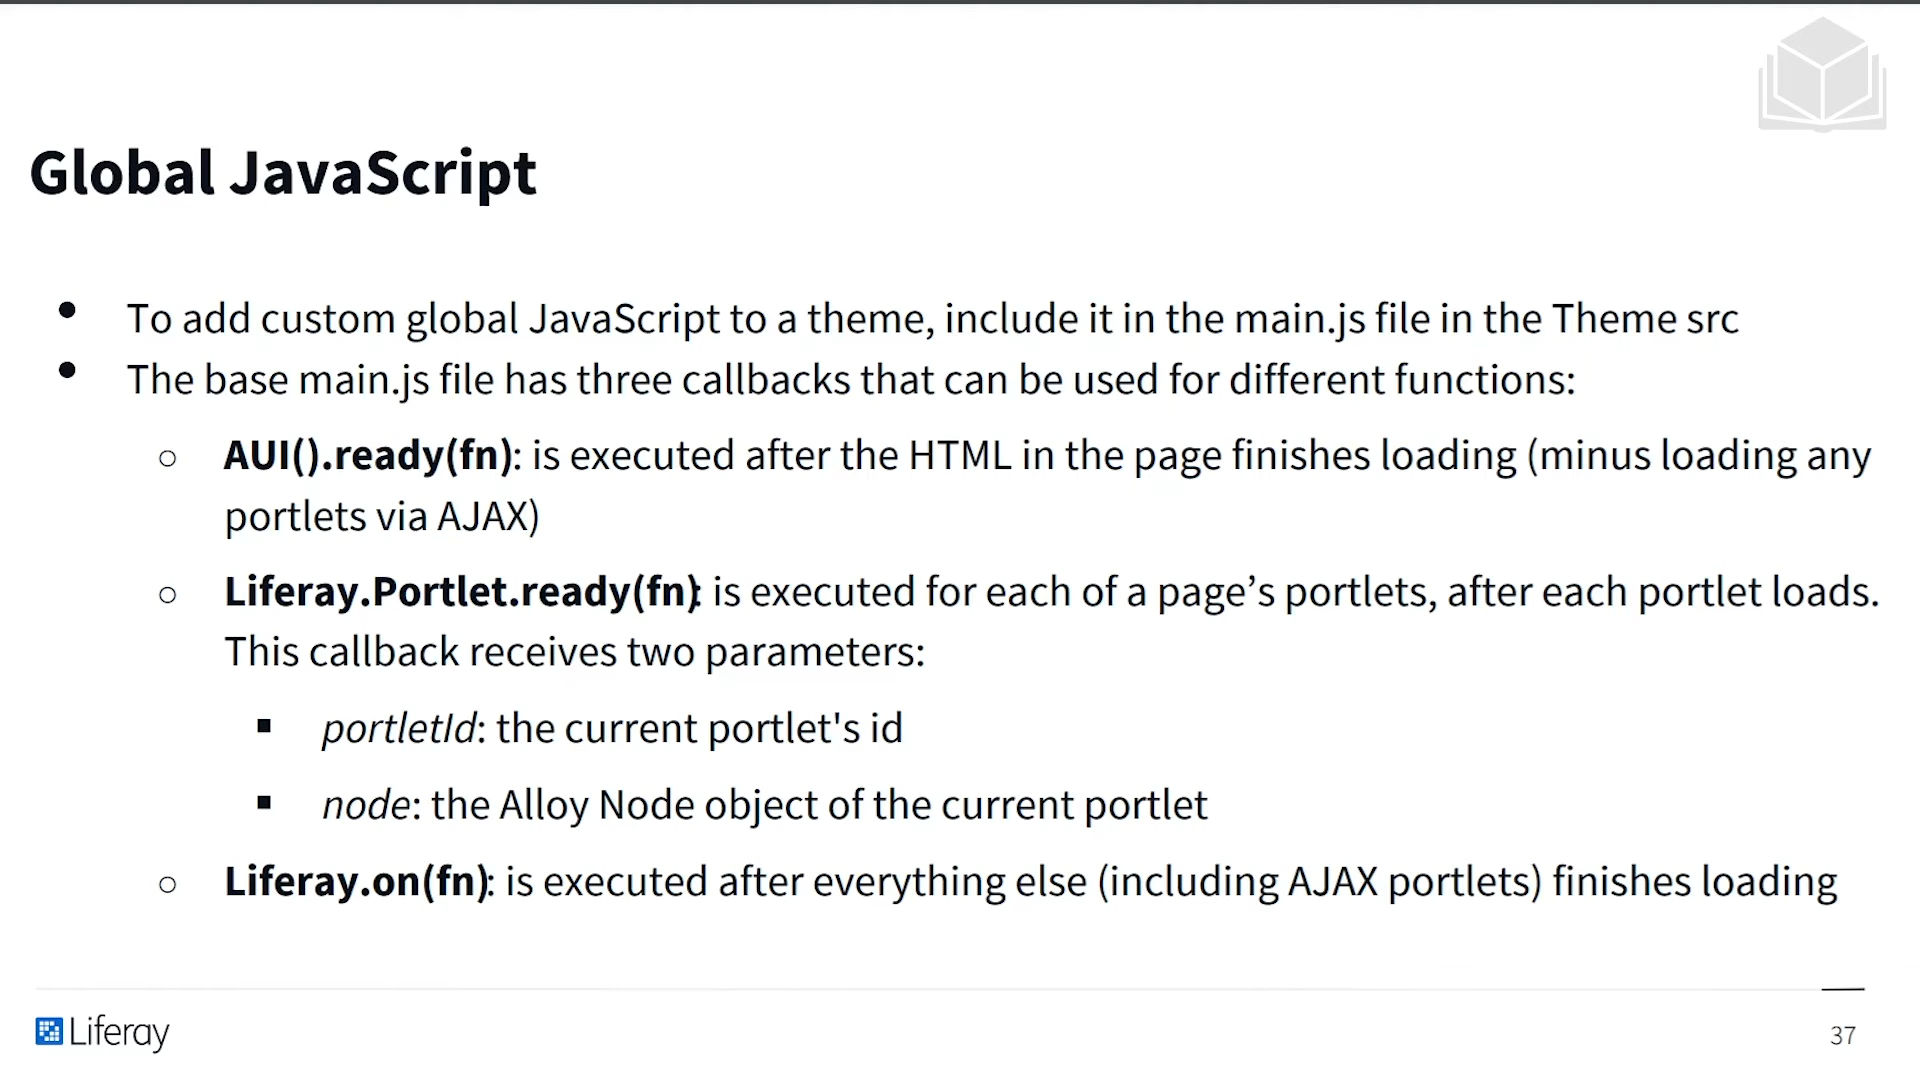 Global JavaScript
• To add custom global JavaScript to a theme, include it in the main.js file in the Theme src
• The base main.js file has three callbacks that can be used for different functions:
○ AUI().ready(fn): is executed after the HTML in the page finishes loading (minus loading any
portlets via AJAX)
○ Liferay.Portlet.ready(fn): is executed for each of a page’s portlets, after each portlet loads.
This callback receives two parameters:
▪ portletId: the current portlet's id
▪ node: the Alloy Node object of the current portlet
○ Liferay.on(fn): is executed after everything else (including AJAX portlets) finishes loading
Liferay
37